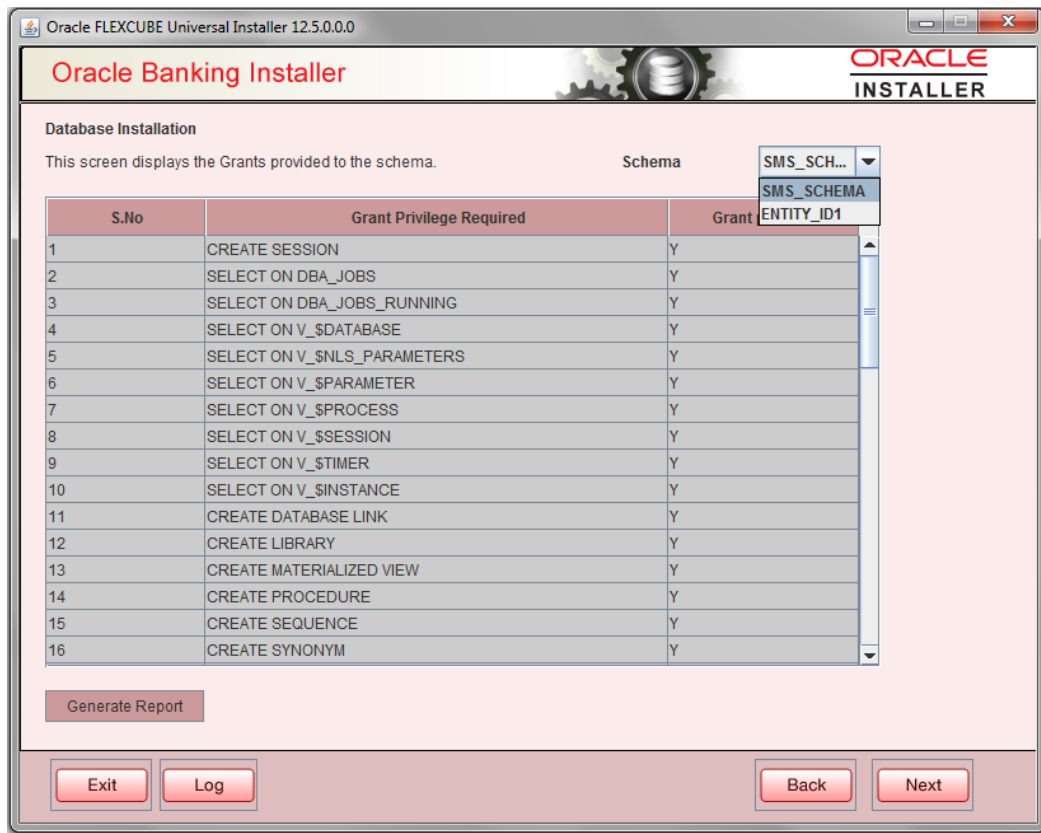 Oracle FLEXCUBE Universal Installer 12.5.0.0.0
Oracle Banking Installer
ORACLE
INSTALLER
Database Installation
This screen displays the Grants provided to the schema. Schema SMS_SCH...
SMS_SCHEMA
ENTITY_ID1
S.No Grant Privilege Required Grant
1 CREATE SESSION Y
2 SELECT ON DBA_JOBS Y
3 SELECT ON DBA_JOBS_RUNNING Y
4 SELECT ON V_$DATABASE Y
5 SELECT ON V_$NLS_PARAMETERS Y
6 SELECT ON V_$PARAMETER Y
7 SELECT ON V_$PROCESS Y
8 SELECT ON V_$SESSION Y
9 SELECT ON V_$TIMER Y
10 SELECT ON V_$INSTANCE Y
11 CREATE DATABASE LINK Y
12 CREATE LIBRARY Y
13 CREATE MATERIALIZED VIEW Y
14 CREATE PROCEDURE Y
15 CREATE SEQUENCE Y
16 CREATE SYNONYM Y
Generate Report
Exit Log Back Next